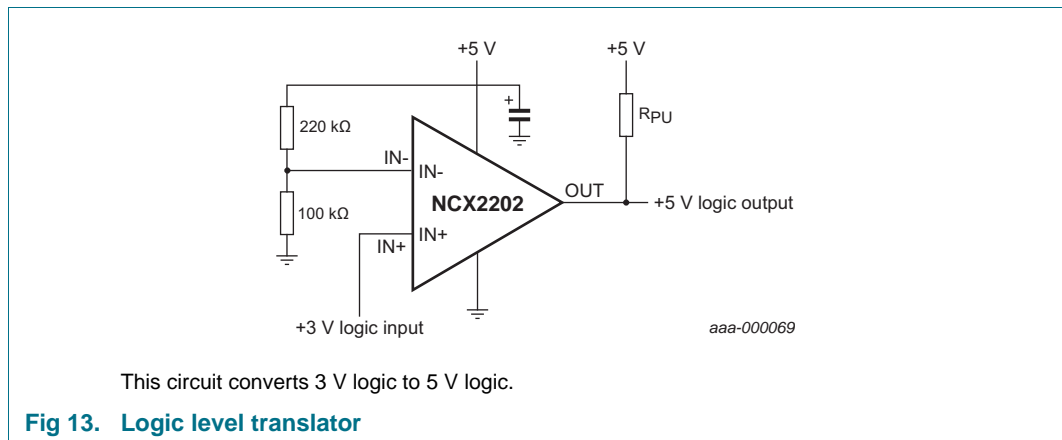 +5 V
+5 V
+
220 kΩ
RPU
IN-
IN-
NCX2202
OUT
+5 V logic output
100 kΩ
IN+
IN+
+3 V logic input
aaa-000069
This circuit converts 3 V logic to 5 V logic.
Fig 13. Logic level translator